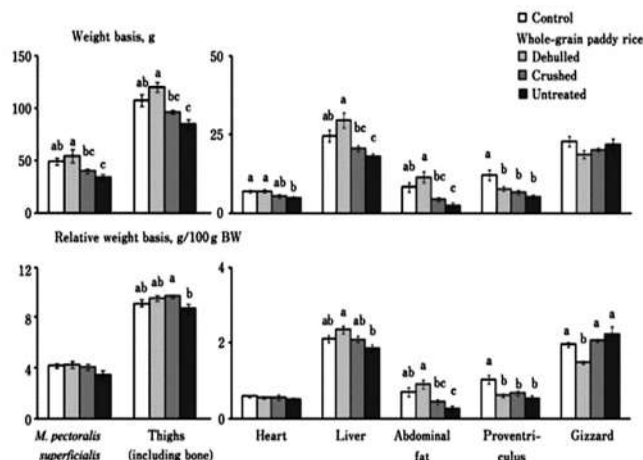 Control
Whole-grain paddy rice
Dehulled
Crushed
Untreated
Weight basis, g
150
100
50
0
ab a bc c
ab a bc c
50
25
0
a a ab b
ab a bc c
ab a bc c
a b b b
Relative weight basis, g/100 g BW
12
8
4
0
ab ab a b
4
2
0
ab a ab b
ab a bc c
a b b b
a b a a
M. pectoralis
superficialis
Thighs
(including bone)
Heart
Liver
Abdominal
fat
Proventri-
culus
Gizzard